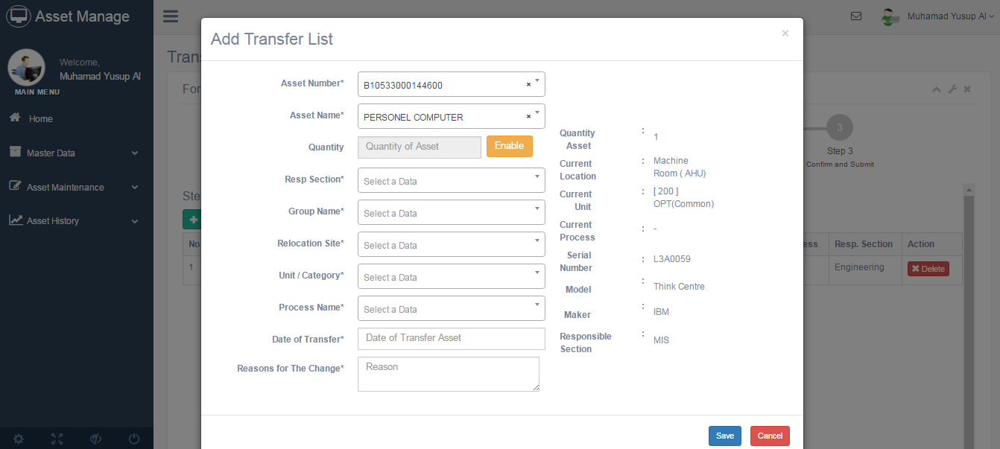 Asset Manage
Muhamad Yusup Al
Welcome,
Muhamad Yusup Al
MAIN MENU
Home
Master Data
Asset Maintenance
Asset History
Tran
For
3
Step 3
Confirm and Submit
Ste
No
ess
Resp. Section
Action
1
Engineering
Delete
Add Transfer List
×
Asset Number*
B10533000144600
×
Asset Name*
PERSONEL COMPUTER
×
Quantity
Quantity of Asset
Enable
Resp Section*
Select a Data
Group Name*
Select a Data
Relocation Site*
Select a Data
Unit / Category*
Select a Data
Process Name*
Select a Data
Date of Transfer*
Date of Transfer Asset
Reasons for The Change*
Reason
Quantity
Asset
:
1
Current
Location
:
Machine
Room ( AHU)
Current
Unit
:
[ 200 ]
OPT(Common)
Current
Process
:
-
Serial
Number
:
L3A0059
Model
:
Think Centre
Maker
:
IBM
Responsible
Section
:
MIS
Save
Cancel